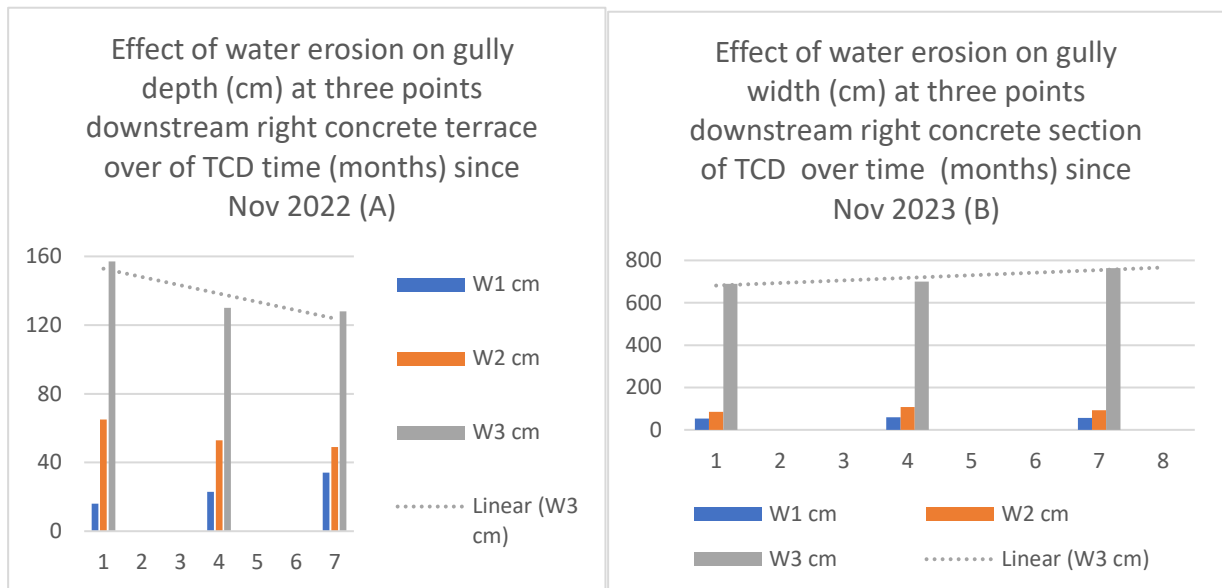 Effect of water erosion on gully
depth (cm) at three points
downstream right concrete terrace
over of TCD time (months) since
Nov 2022 (A)
160
120
80
40
0
1 2 3 4 5 6 7
W1 cm
W2 cm
W3 cm
Linear (W3
cm)
Effect of water erosion on gully
width (cm) at three points
downstream right concrete section
of TCD over time (months) since
Nov 2023 (B)
800
600
400
200
0
1 2 3 4 5 6 7 8
W1 cm W2 cm
W3 cm Linear (W3 cm)